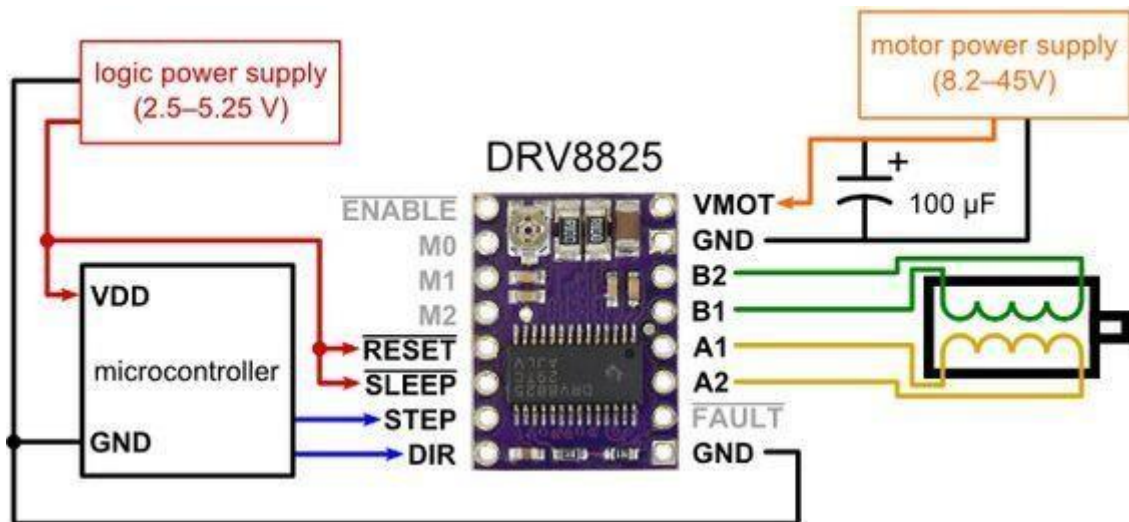 logic power supply
(2.5–5.25 V)
motor power supply
(8.2–45V)
DRV8825
+
100 µF
ENABLE
M0
M1
M2
RESET
SLEEP
STEP
DIR
VMOT
GND
B2
B1
A1
A2
FAULT
GND
VDD
microcontroller
GND
DRV8825